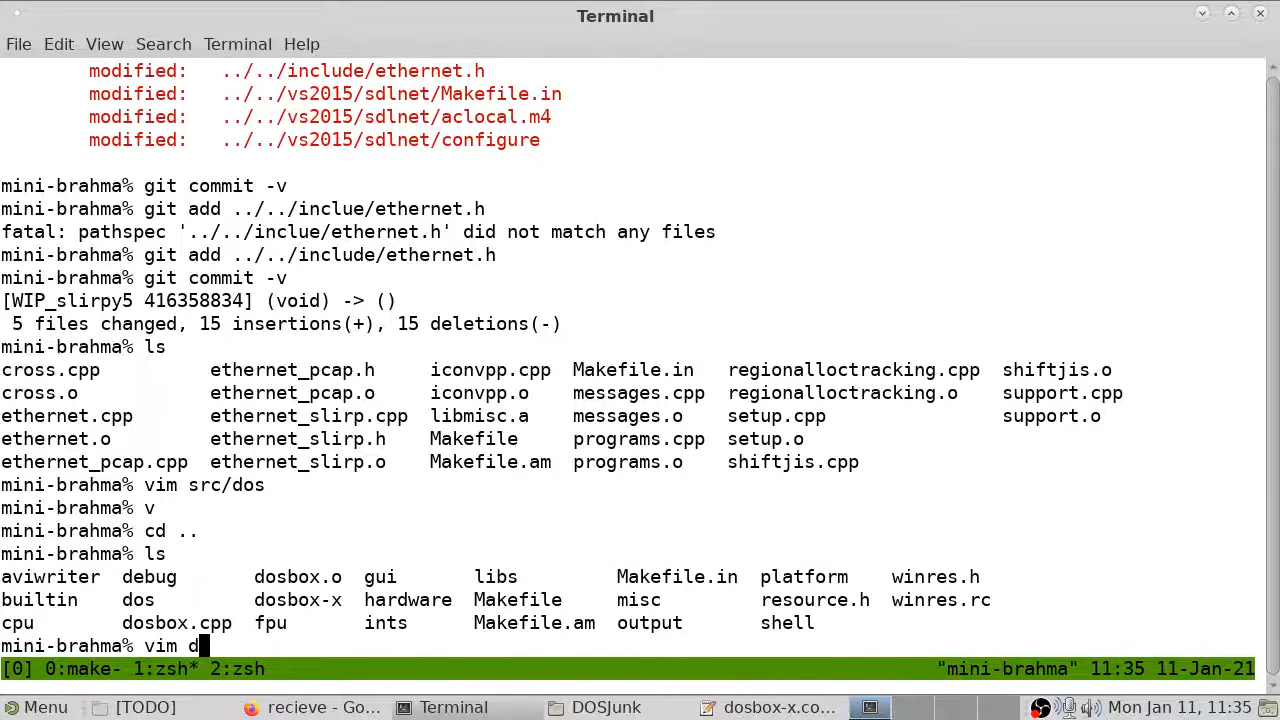 Terminal
File Edit View Search Terminal Help
modified: ../../include/ethernet.h
modified: ../../vs2015/sdlnet/Makefile.in
modified: ../../vs2015/sdlnet/aclocal.m4
modified: ../../vs2015/sdlnet/configure
mini-brahma% git commit -v
mini-brahma% git add ../../inclue/ethernet.h
fatal: pathspec '../../inclue/ethernet.h' did not match any files
mini-brahma% git add ../../include/ethernet.h
mini-brahma% git commit -v
[WIP_slirpy5 416358834] (void) -> ()
5 files changed, 15 insertions(+), 15 deletions(-)
mini-brahma% ls
cross.cpp ethernet_pcap.h iconvpp.cpp Makefile.in regionalloctracking.cpp shiftjis.o
cross.o ethernet_pcap.o iconvpp.o messages.cpp regionalloctracking.o support.cpp
ethernet.cpp ethernet_slirp.cpp libmisc.a messages.o setup.cpp support.o
ethernet.o ethernet_slirp.h Makefile programs.cpp setup.o
ethernet_pcap.cpp ethernet_slirp.o Makefile.am programs.o shiftjis.cpp
mini-brahma% vim src/dos
mini-brahma% v
mini-brahma% cd ..
mini-brahma% ls
aviwriter debug dosbox.o gui libs Makefile.in platform winres.h
builtin dos dosbox-x hardware Makefile misc resource.h winres.rc
cpu dosbox.cpp fpu ints Makefile.am output shell
mini-brahma% vim d
[0] 0:make- 1:zsh* 2:zsh "mini-brahma" 11:35 11-Jan-21
Menu [TODO] recieve - Go... Terminal DOSJunk dosbox-x.co... Mon Jan 11, 11:35